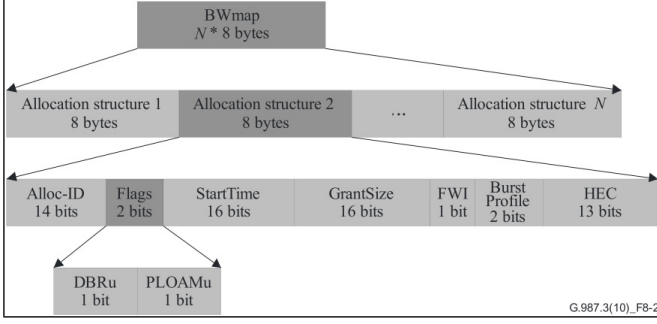 BWmap
N * 8 bytes
Allocation structure 1
8 bytes
Allocation structure 2
8 bytes
...
Allocation structure N
8 bytes
Alloc-ID
14 bits
Flags
2 bits
StartTime
16 bits
GrantSize
16 bits
FWI
1 bit
Burst
Profile
2 bits
HEC
13 bits
DBRu
1 bit
PLOAMu
1 bit
G.987.3(10)_F8-2